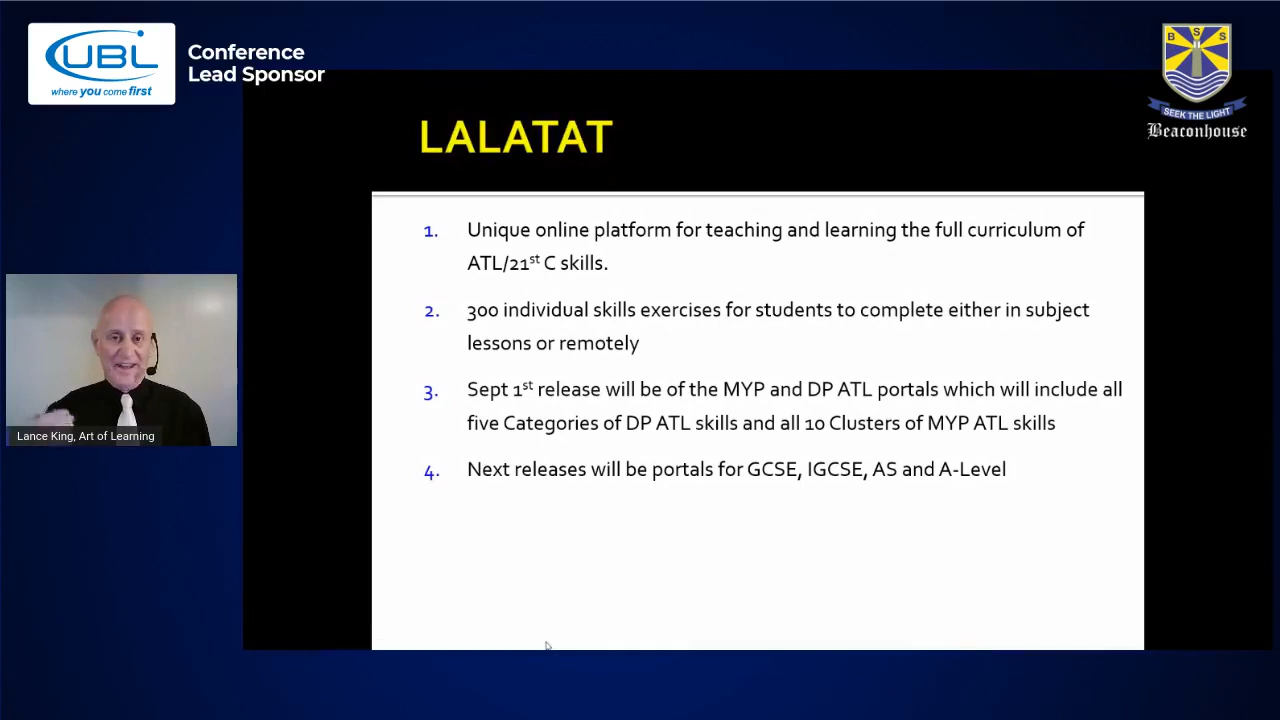 UBL
where you come first
Conference
Lead Sponsor
B S S
SEEK THE LIGHT
Beaconhouse
LALATAT
1. Unique online platform for teaching and learning the full curriculum of
ATL/21st C skills.
2. 300 individual skills exercises for students to complete either in subject
lessons or remotely
3. Sept 1st release will be of the MYP and DP ATL portals which will include all
five Categories of DP ATL skills and all 10 Clusters of MYP ATL skills
4. Next releases will be portals for GCSE, IGCSE, AS and A-Level
Lance King, Art of Learning